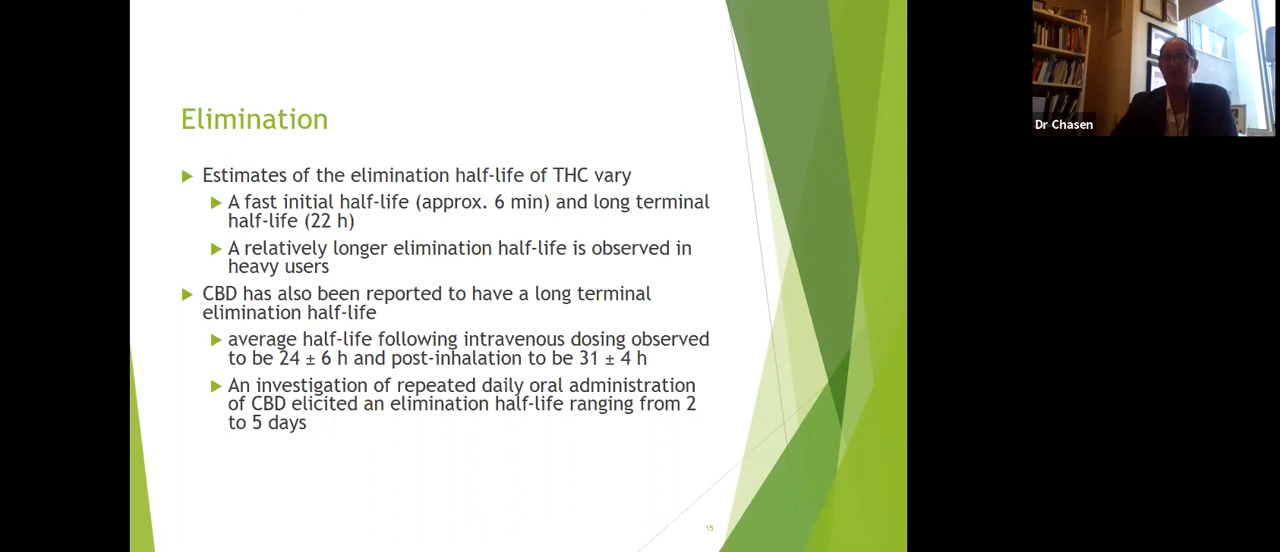 Elimination
Estimates of the elimination half-life of THC vary
A fast initial half-life (approx. 6 min) and long terminal
half-life (22 h)
A relatively longer elimination half-life is observed in
heavy users
CBD has also been reported to have a long terminal
elimination half-life
average half-life following intravenous dosing observed
to be 24 ± 6 h and post-inhalation to be 31 ± 4 h
An investigation of repeated daily oral administration
of CBD elicited an elimination half-life ranging from 2
to 5 days
15
Dr Chasen